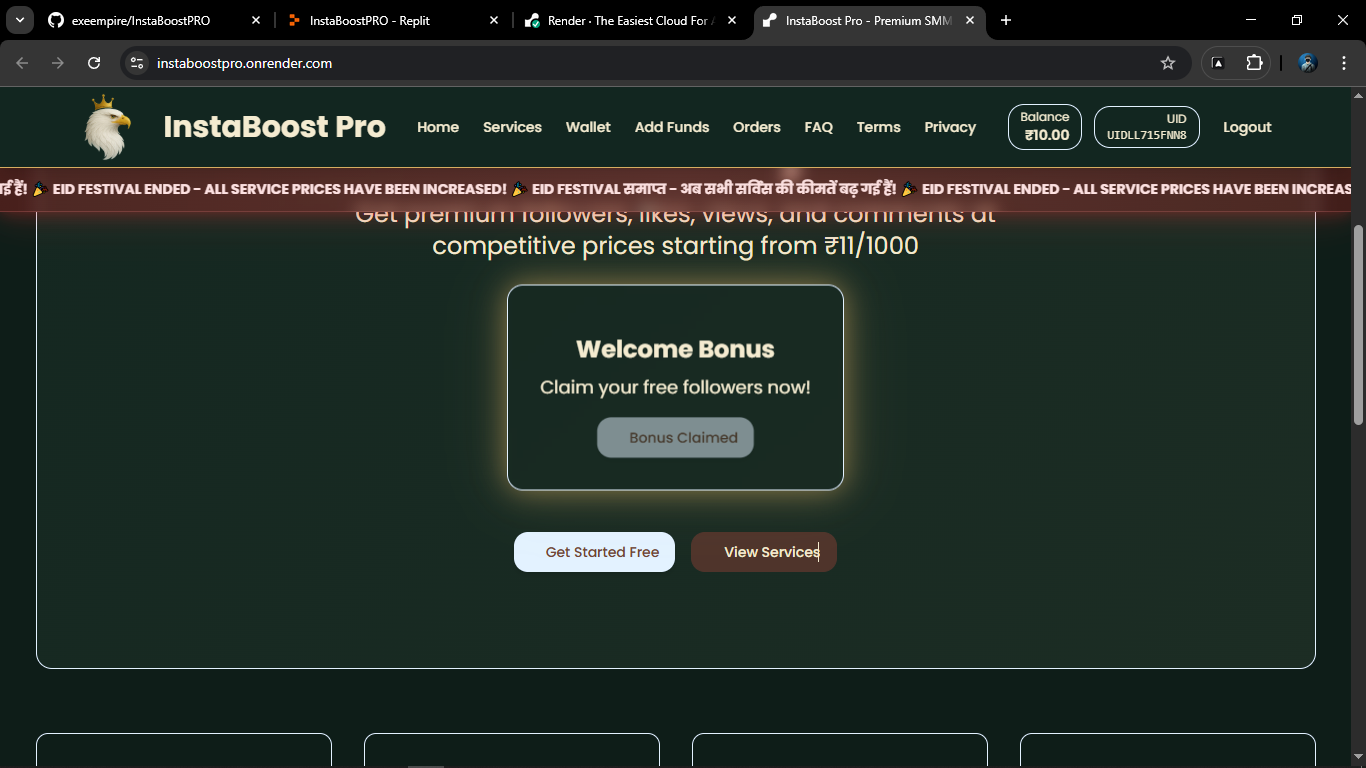 exeempire/InstaBoostPRO
InstaBoostPRO - Replit
Render · The Easiest Cloud For
InstaBoost Pro - Premium SMM
instaboostpro.onrender.com
InstaBoost Pro
Home
Services
Wallet
Add Funds
Orders
FAQ
Terms
Privacy
Balance
₹10.00
UID
UIDLL715FNN8
Logout
गई हैं! 🎉 EID FESTIVAL ENDED - ALL SERVICE PRICES HAVE BEEN INCREASED! 🎉 EID FESTIVAL समाप्त - अब सभी सर्विस की कीमतें बढ़ गई हैं! 🎉 EID FESTIVAL ENDED - ALL SERVICE PRICES HAVE BEEN INCREAS
Get premium followers, likes, views, and comments at
competitive prices starting from ₹11/1000
Welcome Bonus
Claim your free followers now!
Bonus Claimed
Get Started Free
View Services